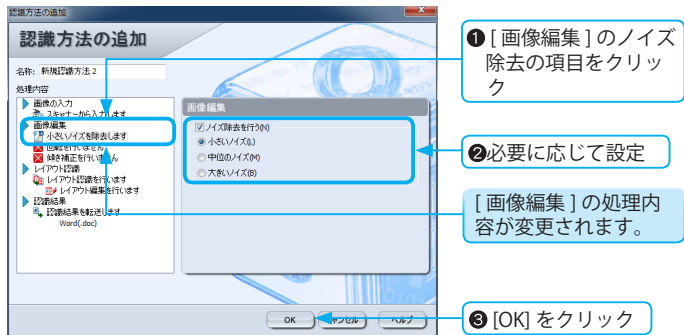 認識方法の追加
認識方法の追加
名称: 新規認識方法 2
処理内容
画像の入力
スキャナーから入力します
画像編集
小さいノイズを除去します
回転を行いません
傾き補正を行いません
レイアウト認識
レイアウト認識を行います
レイアウト編集を行います
認識結果
認識結果を転送します
Word(.doc)
画像編集
ノイズ除去を行う(N)
小さいノイズ(L)
中位のノイズ(M)
大きいノイズ(B)
OK
キャンセル
ヘルプ
❶ [ 画像編集 ] のノイズ
除去の項目をクリッ
ク
❷必要に応じて設定
[ 画像編集 ] の処理内
容が変更されます。
❸ [OK] をクリック